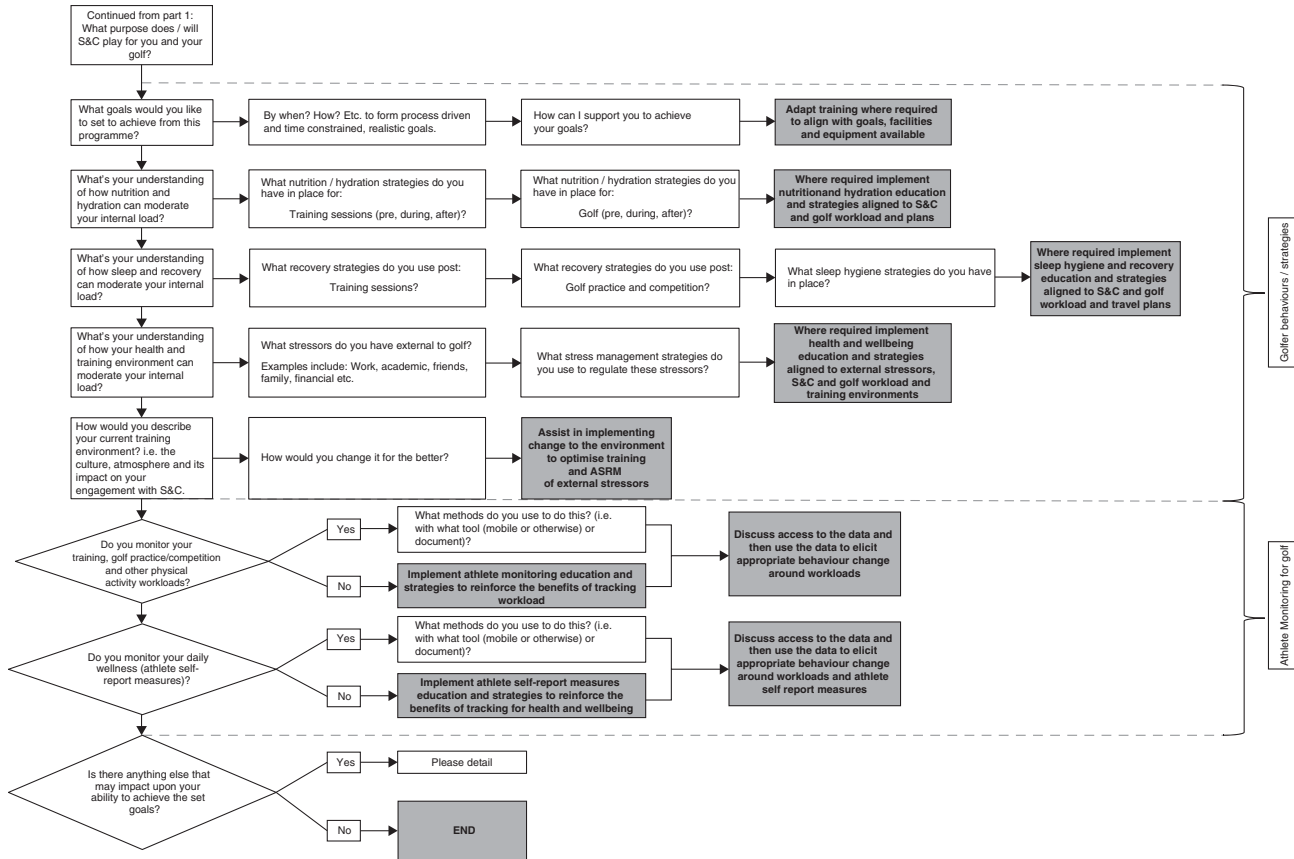 Continued from part 1:
What purpose does / will
S&C play for you and your
golf?
What goals would you like
to set to achieve from this
programme?
By when? How? Etc. to form process driven
and time constrained, realistic goals.
How can I support you to achieve
your goals?
Adapt training where required
to align with goals, facilities
and equipment available
What's your understanding
of how nutrition and
hydration can moderate
your internal load?
What nutrition / hydration strategies do you
have in place for:
Training sessions (pre, during, after)?
What nutrition / hydration strategies do you
have in place for:
Golf (pre, during, after)?
Where required implement
nutritionand hydration education
and strategies aligned to S&C
and golf workload and plans
What's your understanding
of how sleep and recovery
can moderate your internal
load?
What recovery strategies do you use post:
Training sessions?
What recovery strategies do you use post:
Golf practice and competition?
What sleep hygiene strategies do you have
in place?
Where required implement
sleep hygiene and recovery
education and strategies
aligned to S&C and golf
workload and travel plans
What's your understanding
of how your health and
training environment can
moderate your internal
load?
What stressors do you have external to golf?
Examples include: Work, academic, friends,
family, financial etc.
What stress management strategies do
you use to regulate these stressors?
Where required implement
health and wellbeing
education and strategies
aligned to external stressors,
S&C and golf workload and
training environments
How would you describe
your current training
environment? i.e. the
culture, atmosphere and its
impact on your
engagement with S&C.
How would you change it for the better?
Assist in implementing
change to the environment
to optimise training
and ASRM
of external stressors
Golfer behaviours / strategies
Do you monitor your
training, golf practice/competition
and other physical
activity workloads?
Yes
What methods do you use to do this? (i.e.
with what tool (mobile or otherwise) or
document)?
No
Implement athlete monitoring education and
strategies to reinforce the benefits of tracking
workload
Discuss access to the data and
then use the data to elicit
appropriate behaviour change
around workloads
Do you monitor your daily
wellness (athlete self-
report measures)?
Yes
What methods do you use to do this? (i.e.
with what tool (mobile or otherwise) or
document)?
No
Implement athlete self-report measures
education and strategies to reinforce the
benefits of tracking for health and wellbeing
Discuss access to the data and
then use the data to elicit
appropriate behaviour change
around workloads and athlete
self report measures
Athlete Monitoring for golf
Is there anything else that
may impact upon your
ability to achieve the set
goals?
Yes
Please detail
No
END